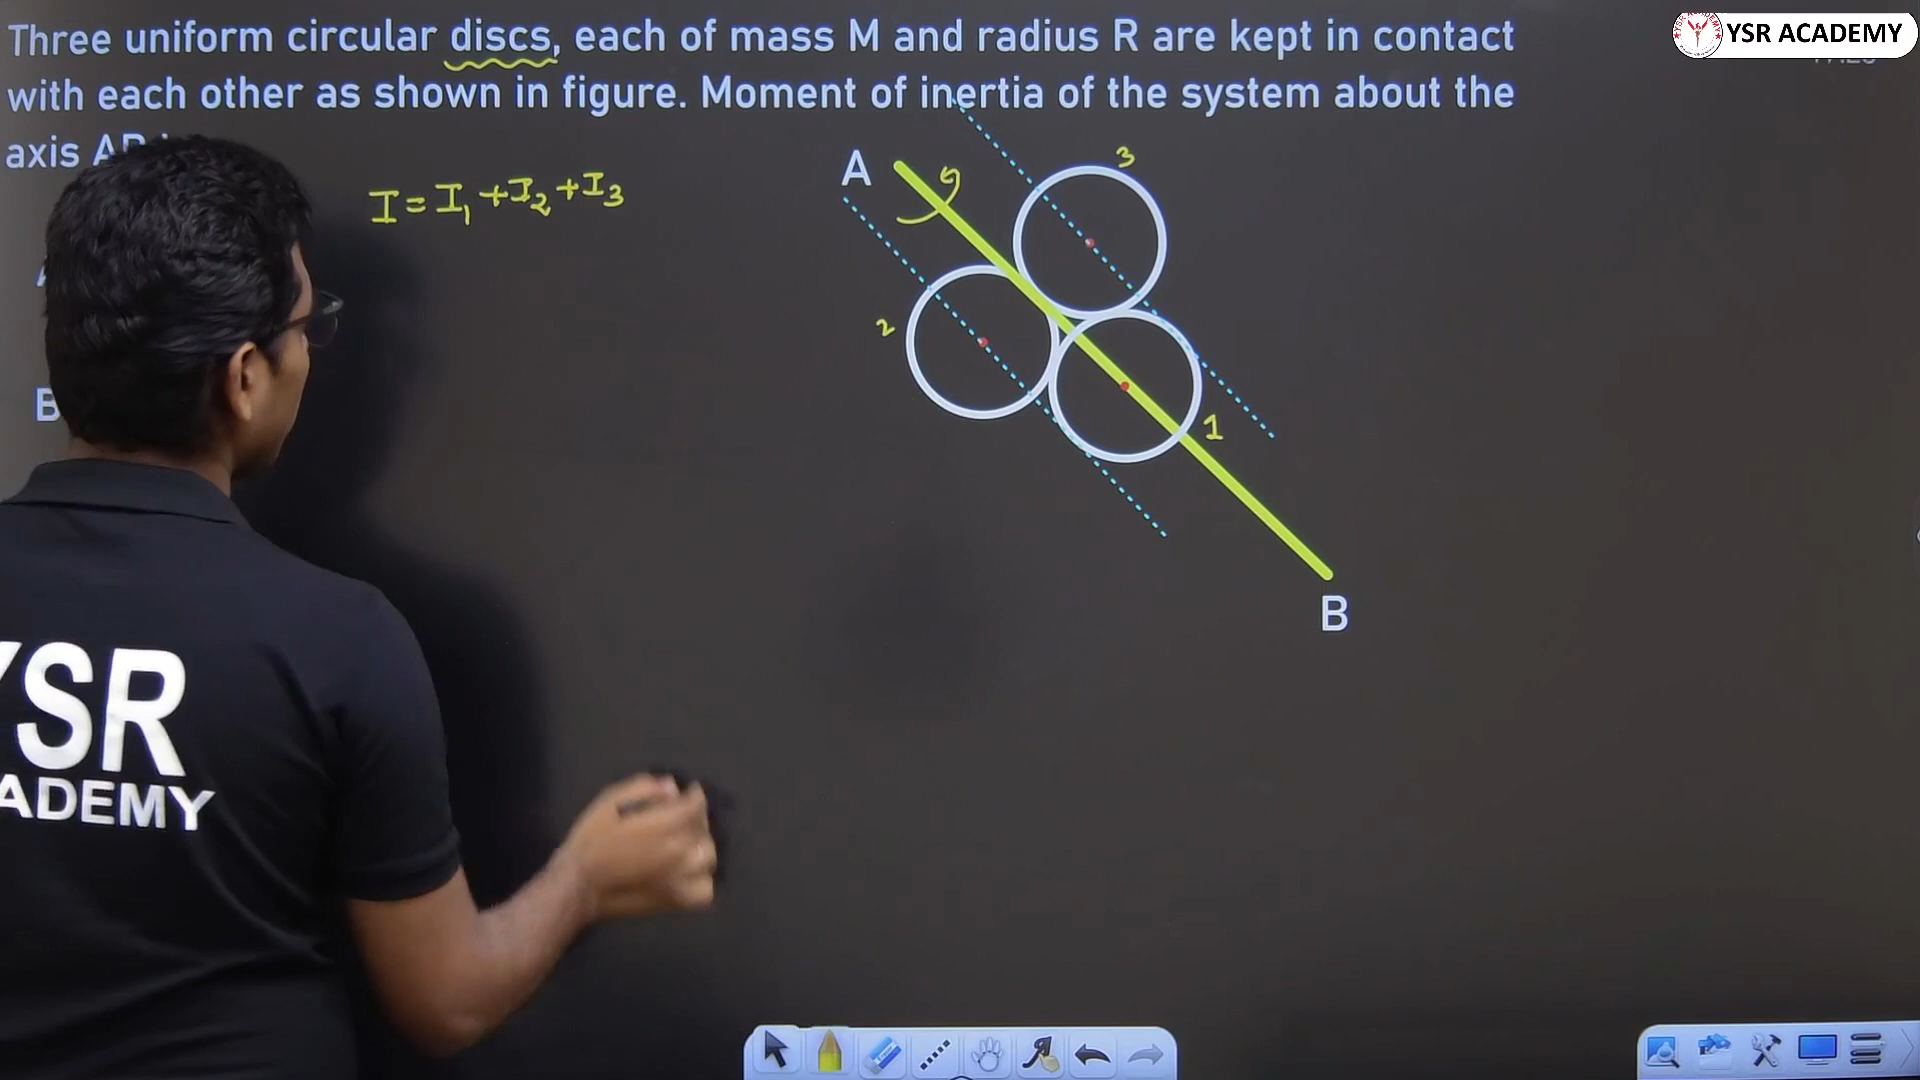 Three uniform circular discs, each of mass M and radius R are kept in contact
with each other as shown in figure. Moment of inertia of the system about the
axis
YSR ACADEMY
I = I₁ + I₂ + I₃
A
3
2
1
B
B
YSR
ADEMY